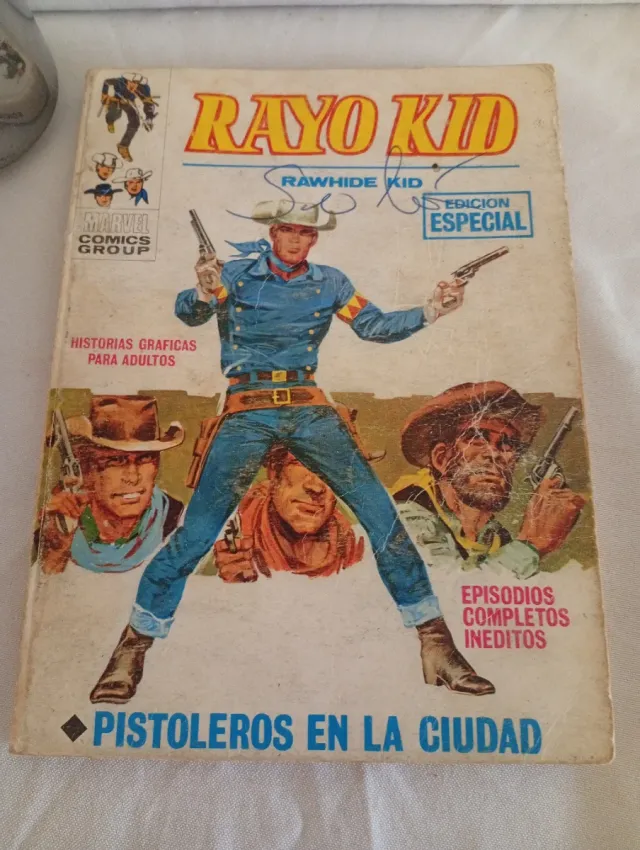 RAYO KID
RAWHIDE KID
EDICION
ESPECIAL
MARVEL
COMICS
GROUP
HISTORIAS GRAFICAS
PARA ADULTOS
EPISODIOS
COMPLETOS
INEDITOS
PISTOLEROS EN LA CIUDAD